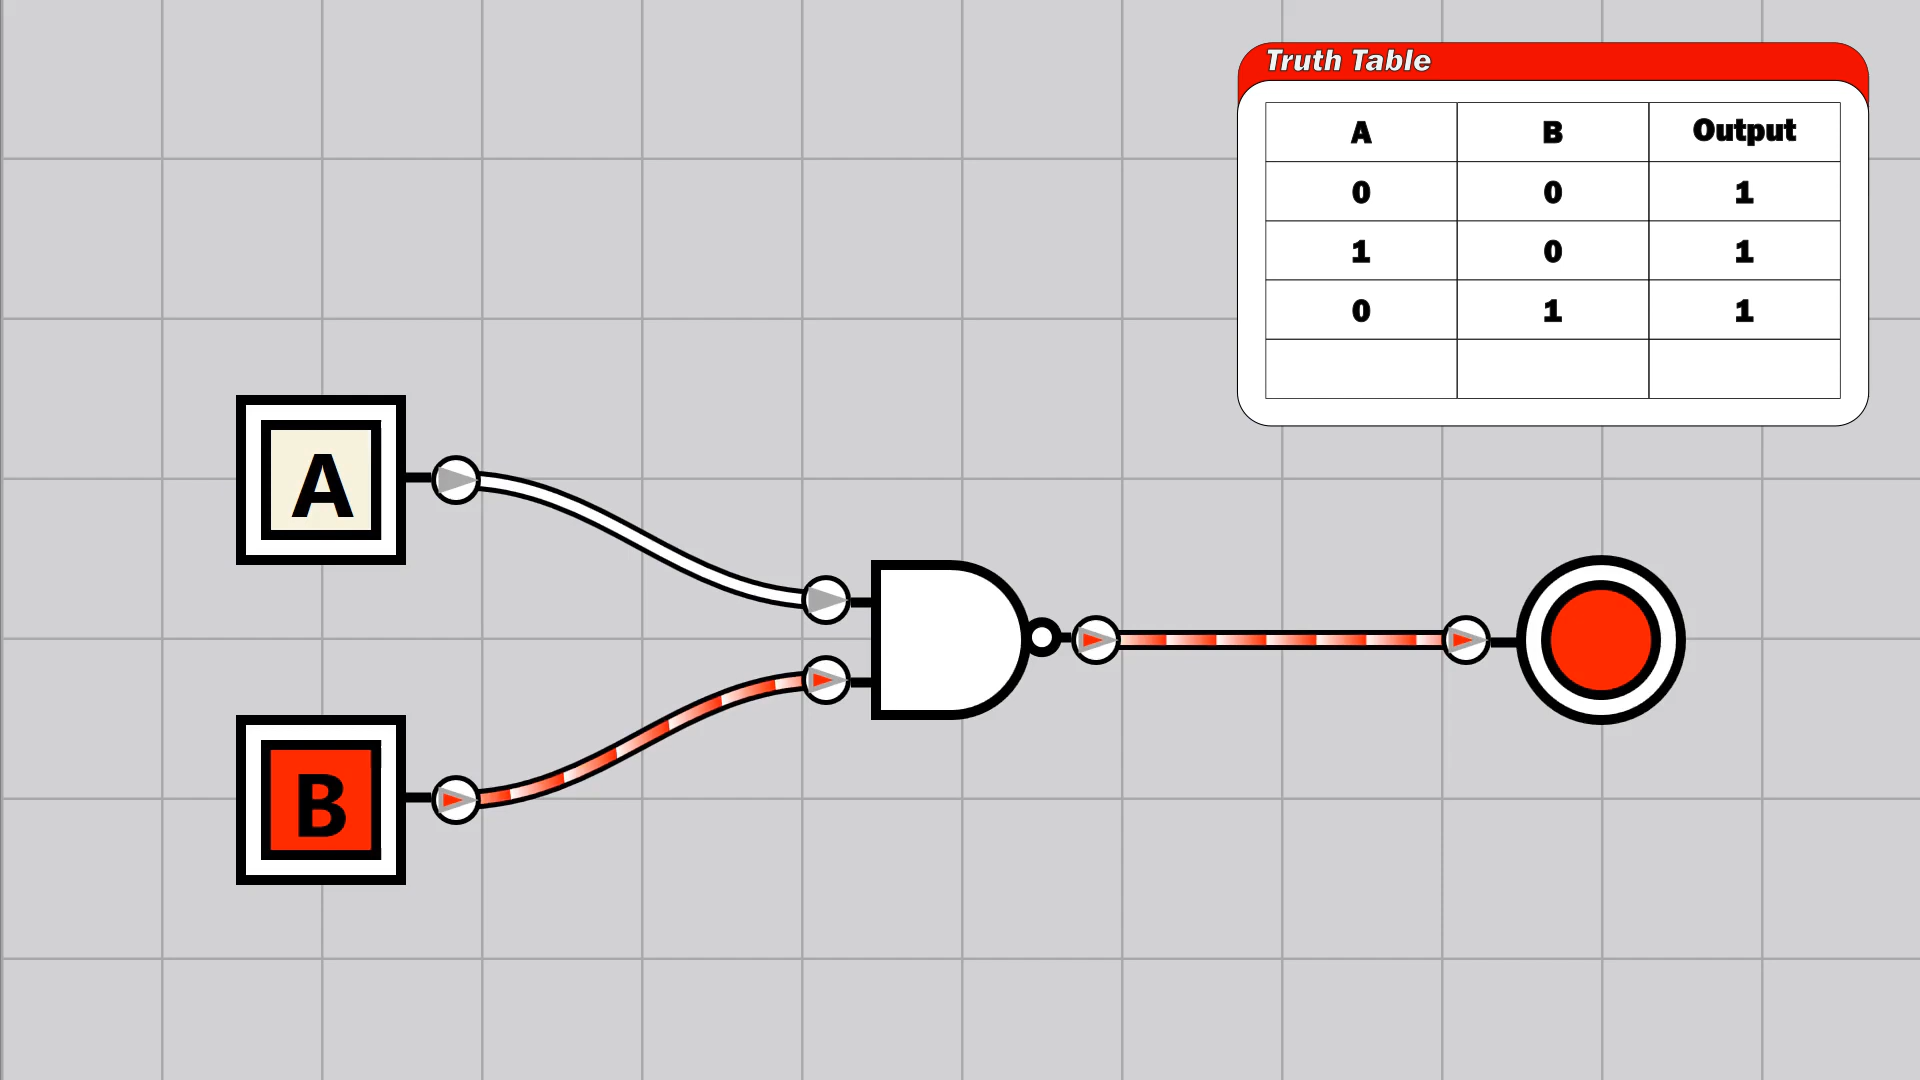 Truth Table
A B Output
0 0 1
1 0 1
0 1 1
A
B